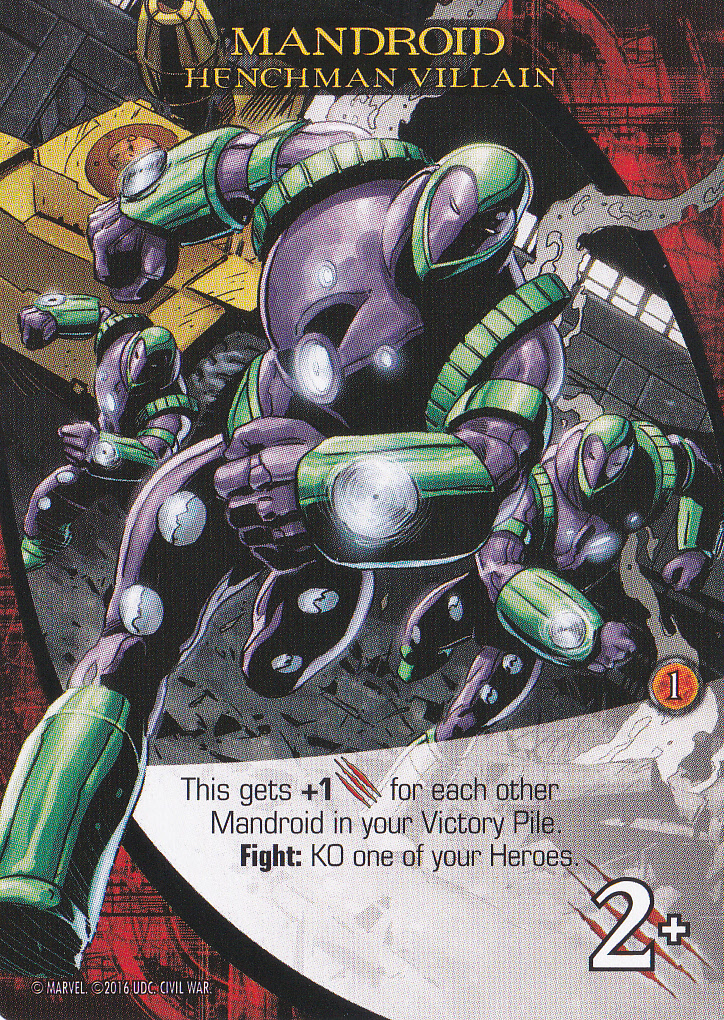 MANDROID
HENCHMAN VILLAIN
1
This gets +1 for each other
Mandroid in your Victory Pile.
Fight: KO one of your Heroes.
2+
© MARVEL. ©2016 UDC. CIVIL WAR.